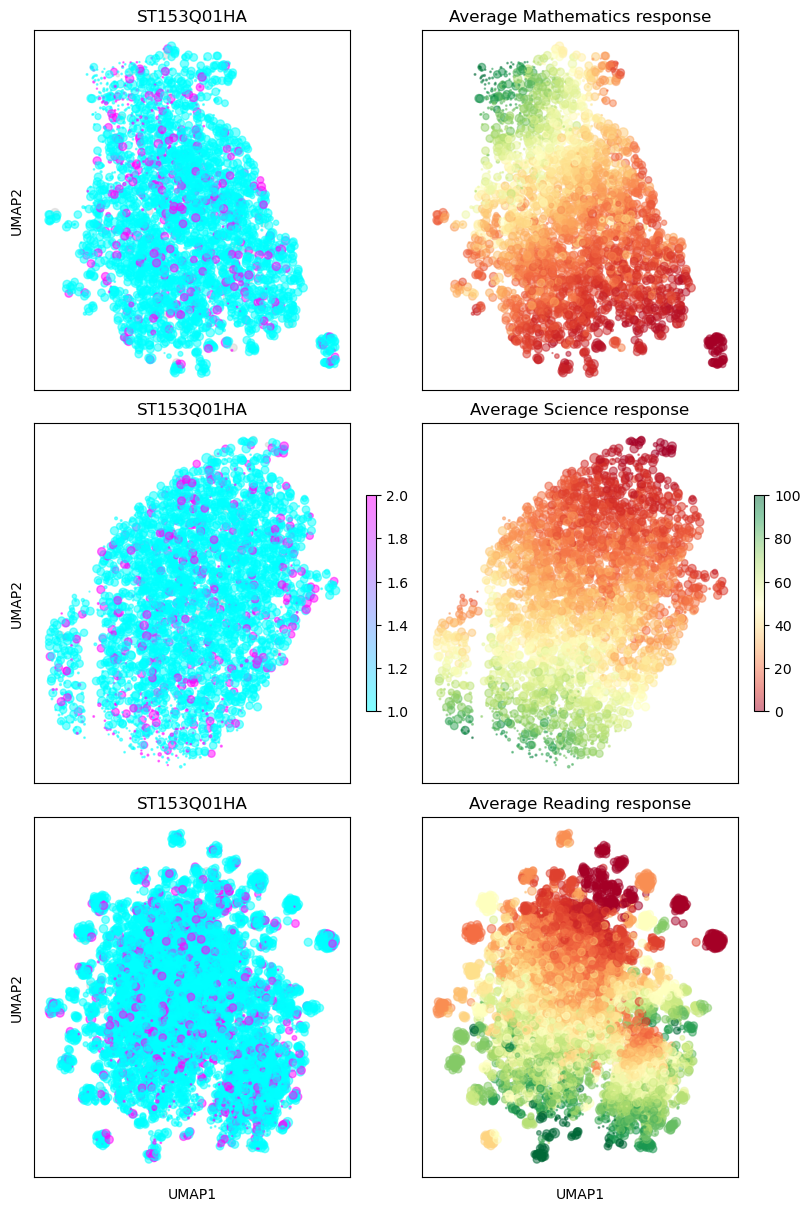 ST153Q01HA
Average Mathematics response
UMAP2
ST153Q01HA
Average Science response
UMAP2
2.0
1.8
1.6
1.4
1.2
1.0
100
80
60
40
20
0
ST153Q01HA
Average Reading response
UMAP2
UMAP1
UMAP1